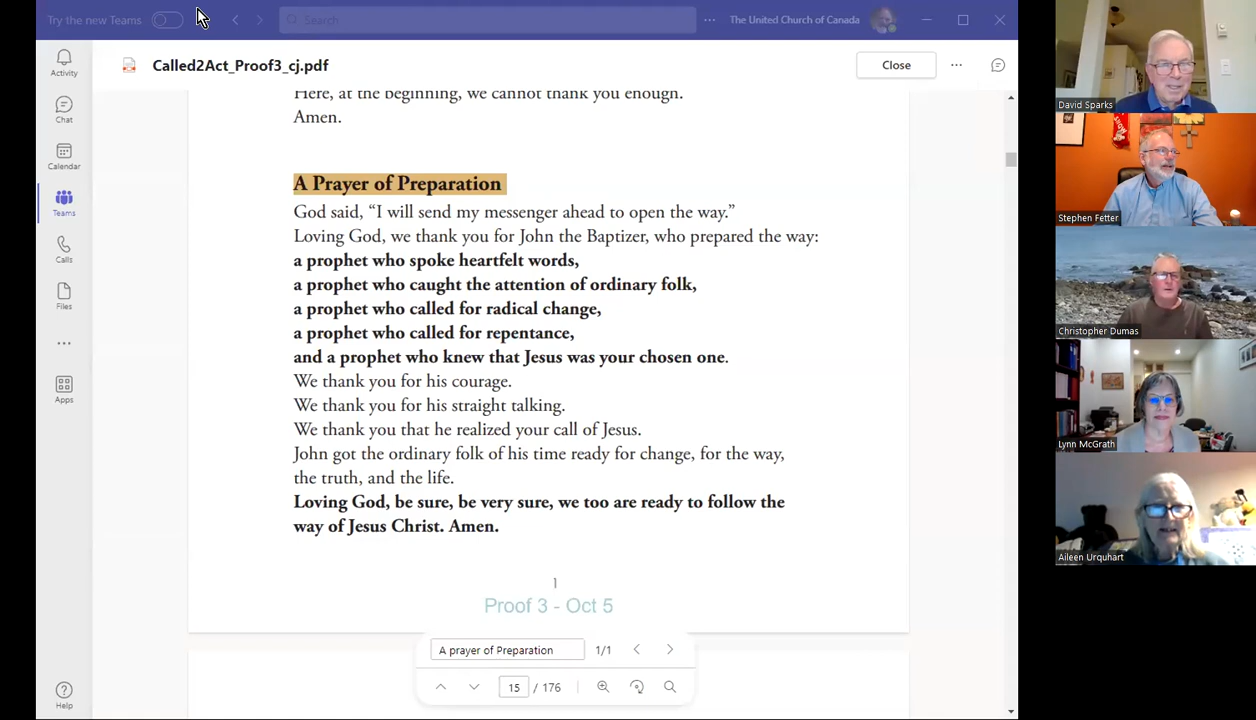 Try the new Teams
Search
The United Church of Canada
Activity
Chat
Calendar
Teams
Calls
Files
Apps
Help
Called2Act_Proof3_cj.pdf
Close
Here, at the beginning, we cannot thank you enough.
Amen.
A Prayer of Preparation
God said, “I will send my messenger ahead to open the way.”
Loving God, we thank you for John the Baptizer, who prepared the way:
a prophet who spoke heartfelt words,
a prophet who caught the attention of ordinary folk,
a prophet who called for radical change,
a prophet who called for repentance,
and a prophet who knew that Jesus was your chosen one.
We thank you for his courage.
We thank you for his straight talking.
We thank you that he realized your call of Jesus.
John got the ordinary folk of his time ready for change, for the way,
the truth, and the life.
Loving God, be sure, be very sure, we too are ready to follow the
way of Jesus Christ. Amen.
1
Proof 3 - Oct 5
A prayer of Preparation 1/1
15 / 176
David Sparks
Stephen Fetter
Christopher Dumas
Lynn McGrath
Aileen Urquhart